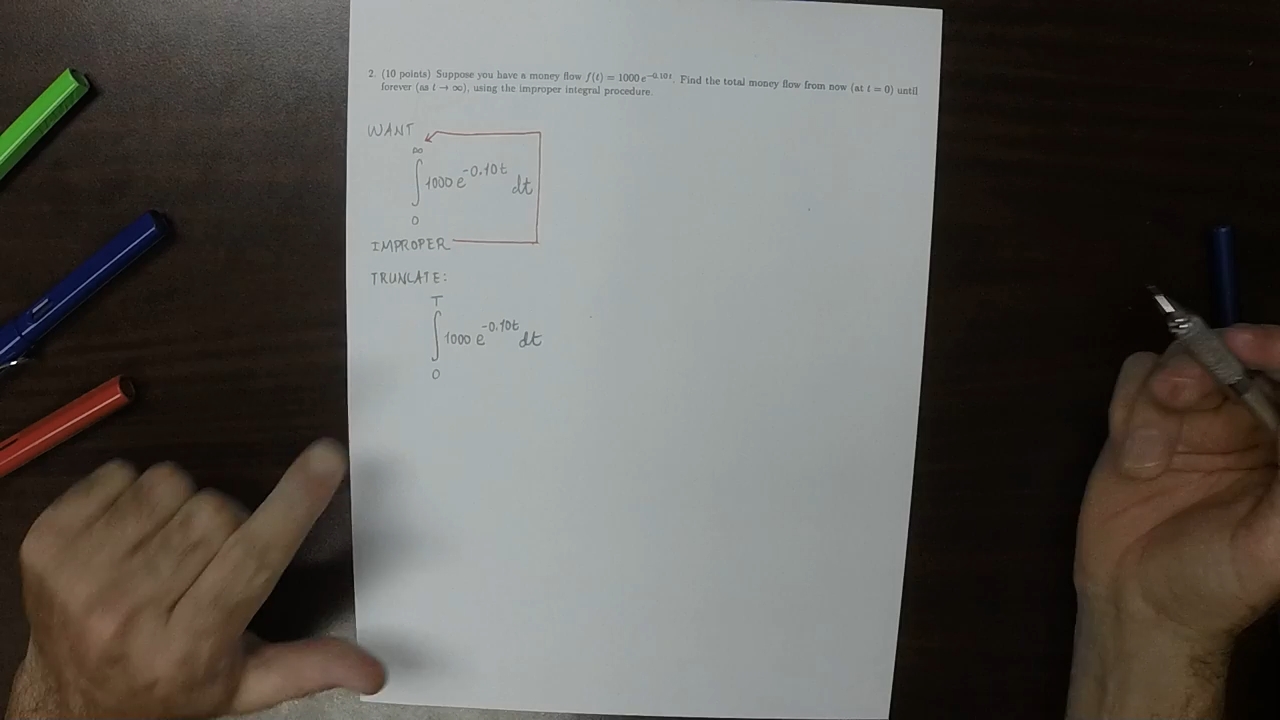 2. (10 points) Suppose you have a money flow f(t) = 1000 e^{-0.10t}. Find the total money flow from now (at t = 0) until
forever (as t → ∞), using the improper integral procedure.
WANT
∫_0^∞ 1000 e^{-0.10t} dt
IMPROPER
TRUNCATE:
∫_0^T 1000 e^{-0.10t} dt